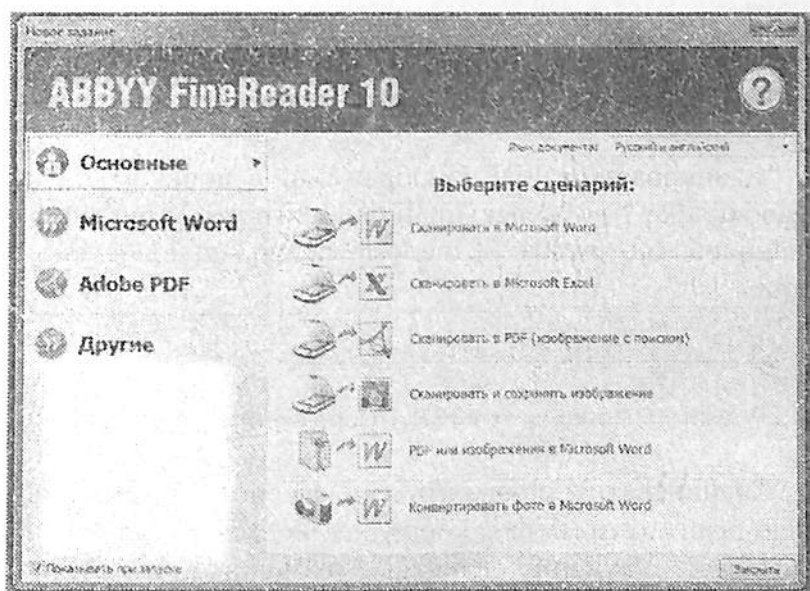 Новое задание
ABBYY FineReader 10
?
Язык документа: Русский и английский
Основные
Microsoft Word
Adobe PDF
Другие
Выберите сценарий:
Сканировать в Microsoft Word
Сканировать в Microsoft Excel
Сканировать в PDF (изображение с поиском)
Сканировать и сохранить изображение
PDF или изображения в Microsoft Word
Конвертировать фото в Microsoft Word
Показывать при запуске
Закрыть